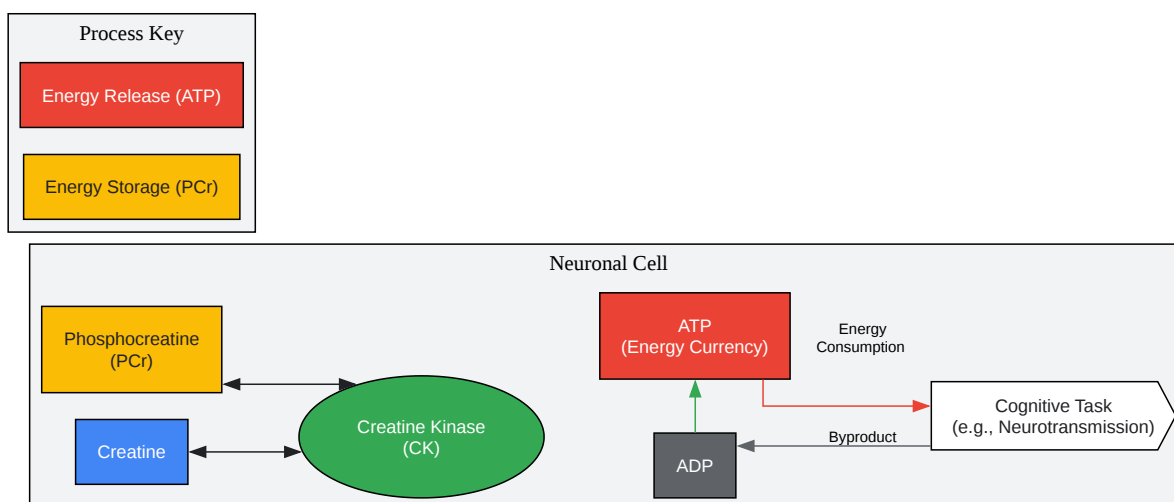 Process Key
Energy Release (ATP)
Energy Storage (PCr)
Neuronal Cell
Phosphocreatine
(PCr)
Creatine
Creatine Kinase
(CK)
ATP
(Energy Currency)
Energy
Consumption
Cognitive Task
(e.g., Neurotransmission)
Byproduct
ADP